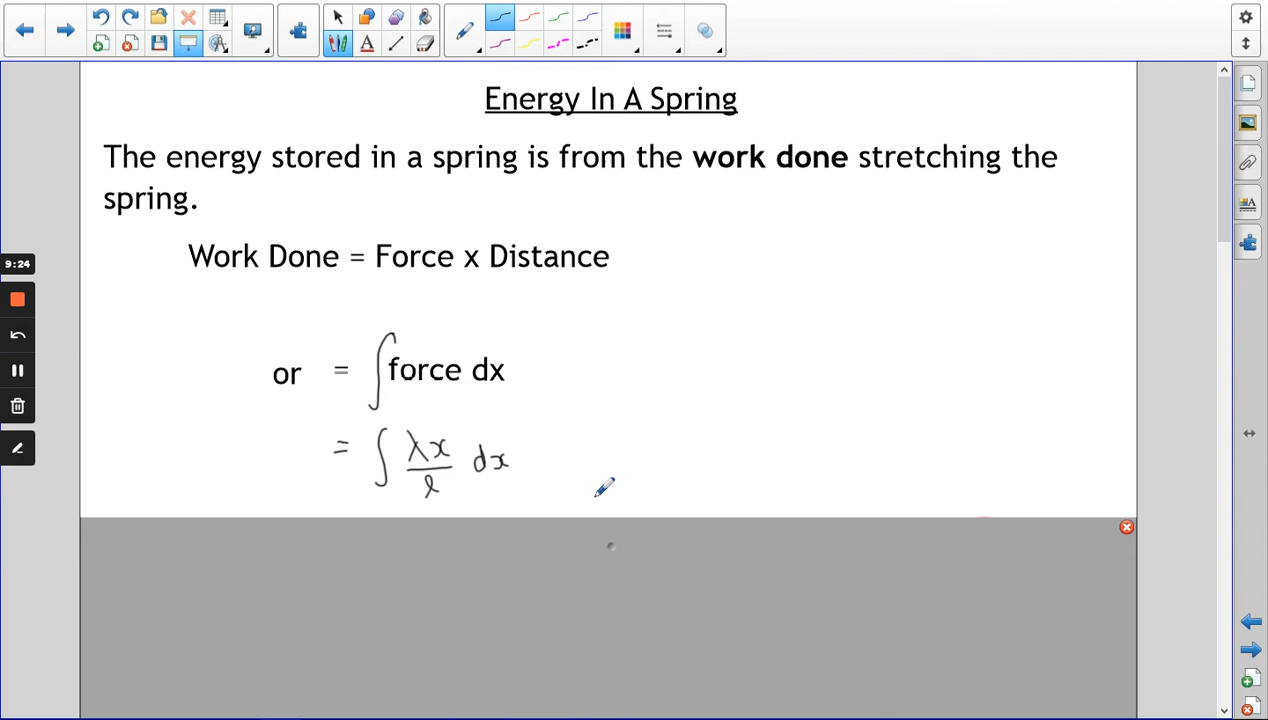 Energy In A Spring
The energy stored in a spring is from the work done stretching the
spring.
Work Done = Force x Distance
9:24
or = ∫force dx
= ∫ λx/l dx